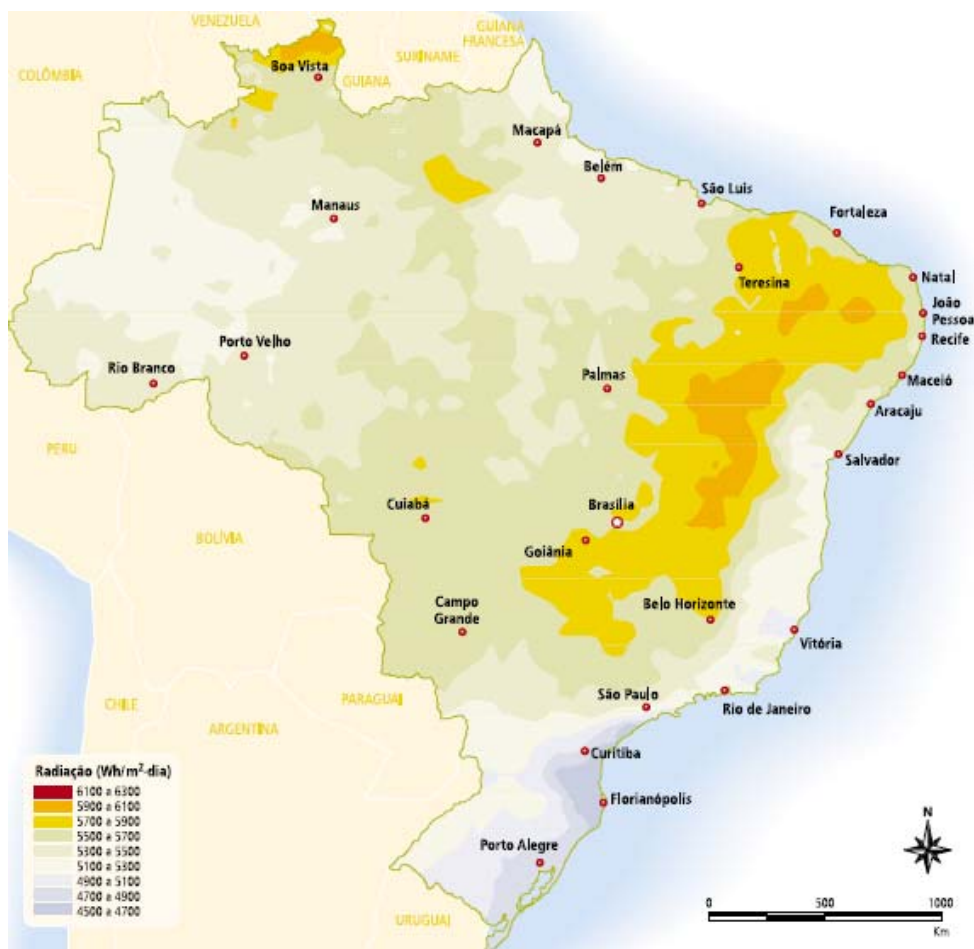 VENEZUELA
GUIANA
FRANCESA
SURINAME
COLÔMBIA
Boa Vista
GUIANA
Macapá
Belém
São Luis
Manaus
Fortaleza
Teresina
Natal
João
Pessoa
Recife
Porto Velho
Rio Branco
Palmas
Maceió
Aracaju
PERU
Salvador
Cuiabá
Brasília
BOLÍVIA
Goiânia
Campo
Grande
Belo Horizonte
Vitória
CHILE
PARAGUAI
São Paulo
Rio de Janeiro
ARGENTINA
Curitiba
Radiação (Wh/m²·dia)
6100 a 6300
5900 a 6100
5700 a 5900
5500 a 5700
5300 a 5500
5100 a 5300
4900 a 5100
4700 a 4900
4500 a 4700
Florianópolis
Porto Alegre
URUGUAI
N
0 500 1000
Km